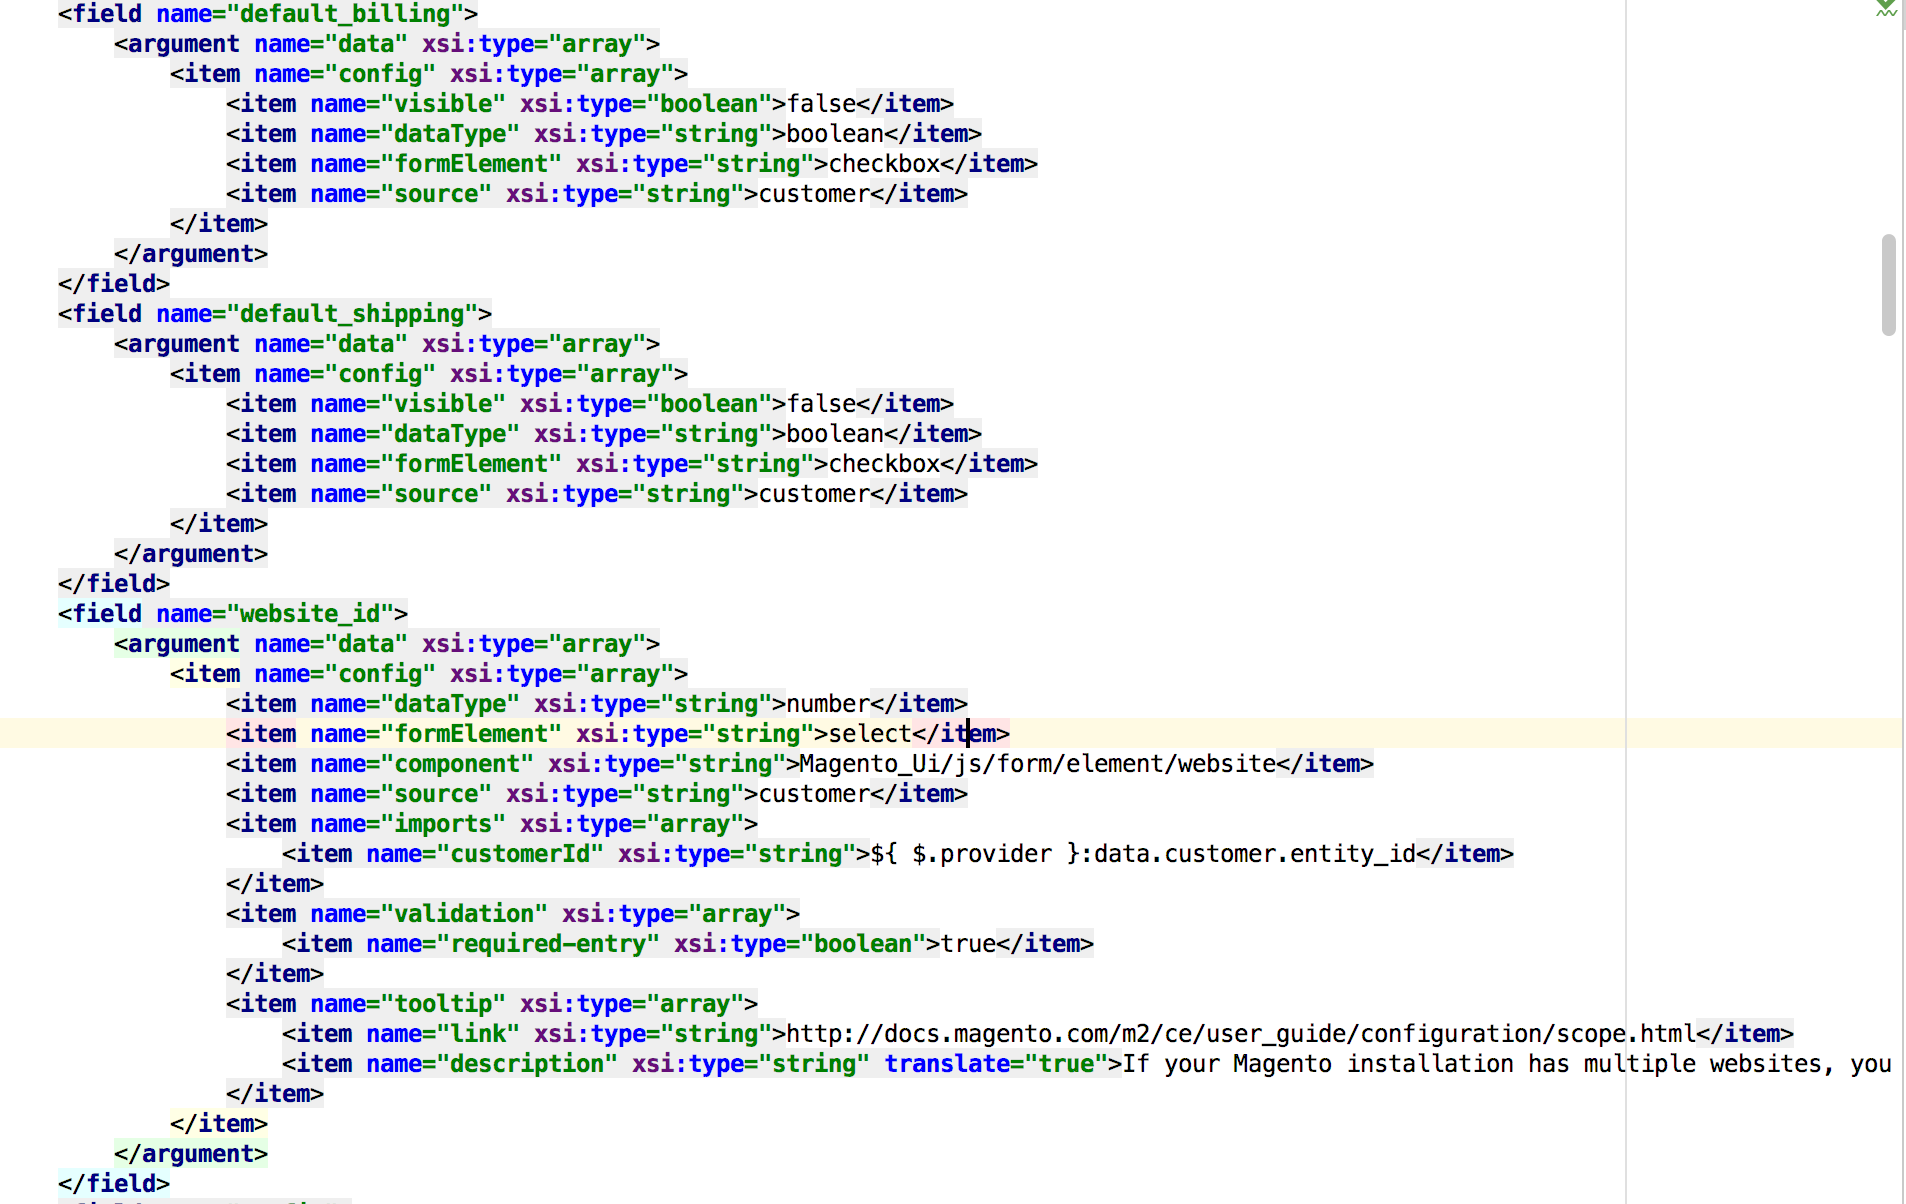 <field name="default_billing">
<argument name="data" xsi:type="array">
<item name="config" xsi:type="array">
<item name="visible" xsi:type="boolean">false</item>
<item name="dataType" xsi:type="string">boolean</item>
<item name="formElement" xsi:type="string">checkbox</item>
<item name="source" xsi:type="string">customer</item>
</item>
</argument>
</field>
<field name="default_shipping">
<argument name="data" xsi:type="array">
<item name="config" xsi:type="array">
<item name="visible" xsi:type="boolean">false</item>
<item name="dataType" xsi:type="string">boolean</item>
<item name="formElement" xsi:type="string">checkbox</item>
<item name="source" xsi:type="string">customer</item>
</item>
</argument>
</field>
<field name="website_id">
<argument name="data" xsi:type="array">
<item name="config" xsi:type="array">
<item name="dataType" xsi:type="string">number</item>
<item name="formElement" xsi:type="string">select</item>
<item name="component" xsi:type="string">Magento_Ui/js/form/element/website</item>
<item name="source" xsi:type="string">customer</item>
<item name="imports" xsi:type="array">
<item name="customerId" xsi:type="string">${ $.provider }:data.customer.entity_id</item>
</item>
<item name="validation" xsi:type="array">
<item name="required-entry" xsi:type="boolean">true</item>
</item>
<item name="tooltip" xsi:type="array">
<item name="link" xsi:type="string">http://docs.magento.com/m2/ce/user_guide/configuration/scope.html</item>
<item name="description" xsi:type="string" translate="true">If your Magento installation has multiple websites, you
</item>
</item>
</argument>
</field>